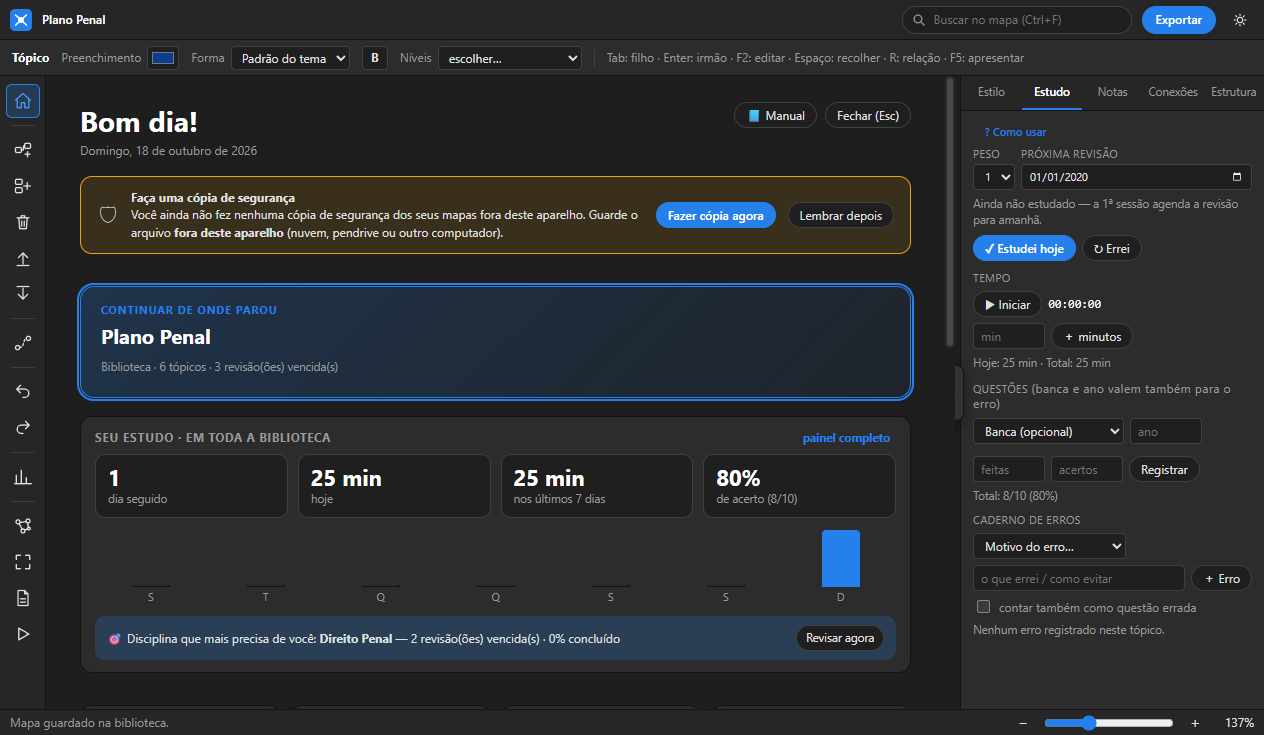 Plano Penal
Buscar no mapa (Ctrl+F)
Exportar
Tópico
Preenchimento
Forma
Padrão do tema
B
Níveis
escolher...
Tab: filho · Enter: irmão · F2: editar · Espaço: recolher · R: relação · F5: apresentar
Bom dia!
Domingo, 18 de outubro de 2026
Manual
Fechar (Esc)
Faça uma cópia de segurança
Você ainda não fez nenhuma cópia de segurança dos seus mapas fora deste aparelho. Guarde o
arquivo fora deste aparelho (nuvem, pendrive ou outro computador).
Fazer cópia agora
Lembrar depois
CONTINUAR DE ONDE PAROU
Plano Penal
Biblioteca · 6 tópicos · 3 revisão(ões) vencida(s)
SEU ESTUDO · EM TODA A BIBLIOTECA
painel completo
1
dia seguido
25 min
hoje
25 min
nos últimos 7 dias
80%
de acerto (8/10)
S T Q Q S S D
Disciplina que mais precisa de você: Direito Penal — 2 revisão(ões) vencida(s) · 0% concluído
Revisar agora
Estilo
Estudo
Notas
Conexões
Estrutura
? Como usar
PESO
PRÓXIMA REVISÃO
1
01/01/2020
Ainda não estudado — a 1ª sessão agenda a revisão
para amanhã.
✓ Estudei hoje
↻ Errei
TEMPO
▶ Iniciar
00:00:00
min
+ minutos
Hoje: 25 min · Total: 25 min
QUESTÕES (banca e ano valem também para o
erro)
Banca (opcional)
ano
feitas
acertos
Registrar
Total: 8/10 (80%)
CADERNO DE ERROS
Motivo do erro...
o que errei / como evitar
+ Erro
contar também como questão errada
Nenhum erro registrado neste tópico.
Mapa guardado na biblioteca.
−
+
137%